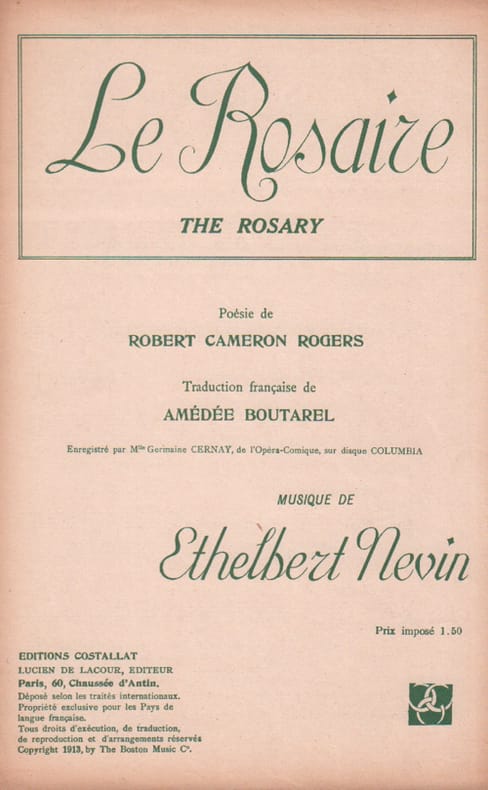 Le Rosaire
THE ROSARY
Poésie de
ROBERT CAMERON ROGERS
Traduction française de
AMÉDÉE BOUTAREL
Enregistré par Mlle Germaine CERNAY, de l'Opéra-Comique, sur disque COLUMBIA
MUSIQUE DE
Ethelbert Nevin
Prix imposé 1.50
EDITIONS COSTALLAT
LUCIEN DE LACOUR, EDITEUR
Paris, 60, Chaussée d'Antin.
Déposé selon les traités internationaux.
Propriété exclusive pour les Pays de
langue française.
Tous droits d'exécution, de traduction,
de reproduction et d'arrangements réservés
Copyright 1913, by The Boston Music Co.